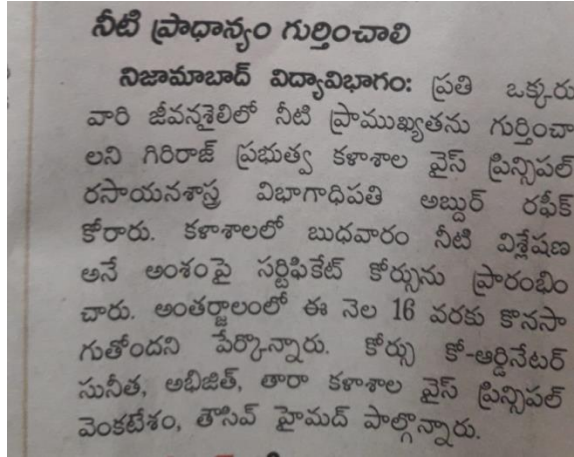 నీటి ప్రాధాన్యం గుర్తించాలి
నిజామాబాద్ విద్యావిభాగం: ప్రతి ఒక్కరు
వారి జీవనశైలిలో నీటి ప్రాముఖ్యతను గుర్తించా
లని గిరిరాజ్ ప్రభుత్వ కళాశాల వైస్ ప్రిన్సిపల్
రసాయనశాస్త్ర విభాగాధిపతి అబ్దుర్ రఫీక్
కోరారు. కళాశాలలో బుధవారం నీటి విశ్లేషణ
అనే అంశంపై సర్టిఫికేట్ కోర్సును ప్రారంభిం
చారు. అంతర్జాలంలో ఈ నెల 16 వరకు కొనసా
గుతోందని పేర్కొన్నారు. కోర్సు కో-ఆర్డినేటర్
సునీత, అభిజిత్, తారా కళాశాల వైస్ ప్రిన్సిపల్
వెంకటేశం, తౌసివ్ హైమద్ పాల్గొన్నారు.